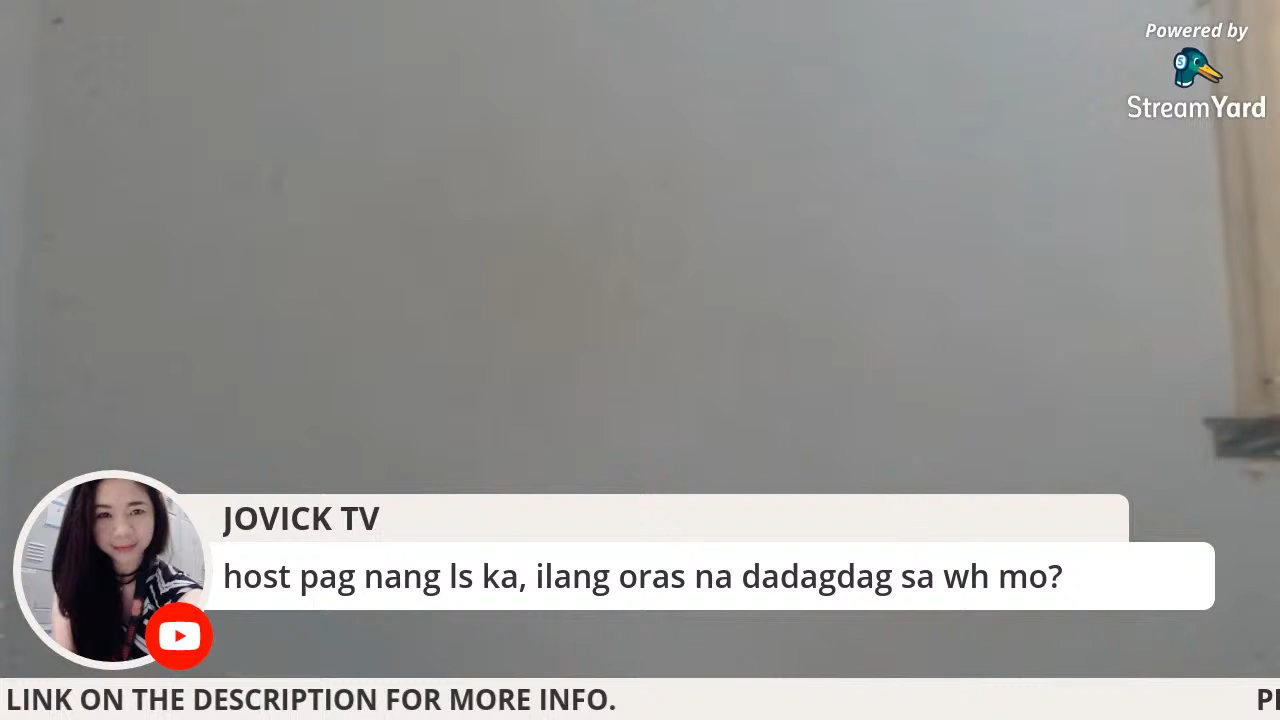 Powered by
StreamYard
JOVICK TV
host pag nang ls ka, ilang oras na dadagdag sa wh mo?
LINK ON THE DESCRIPTION FOR MORE INFO.